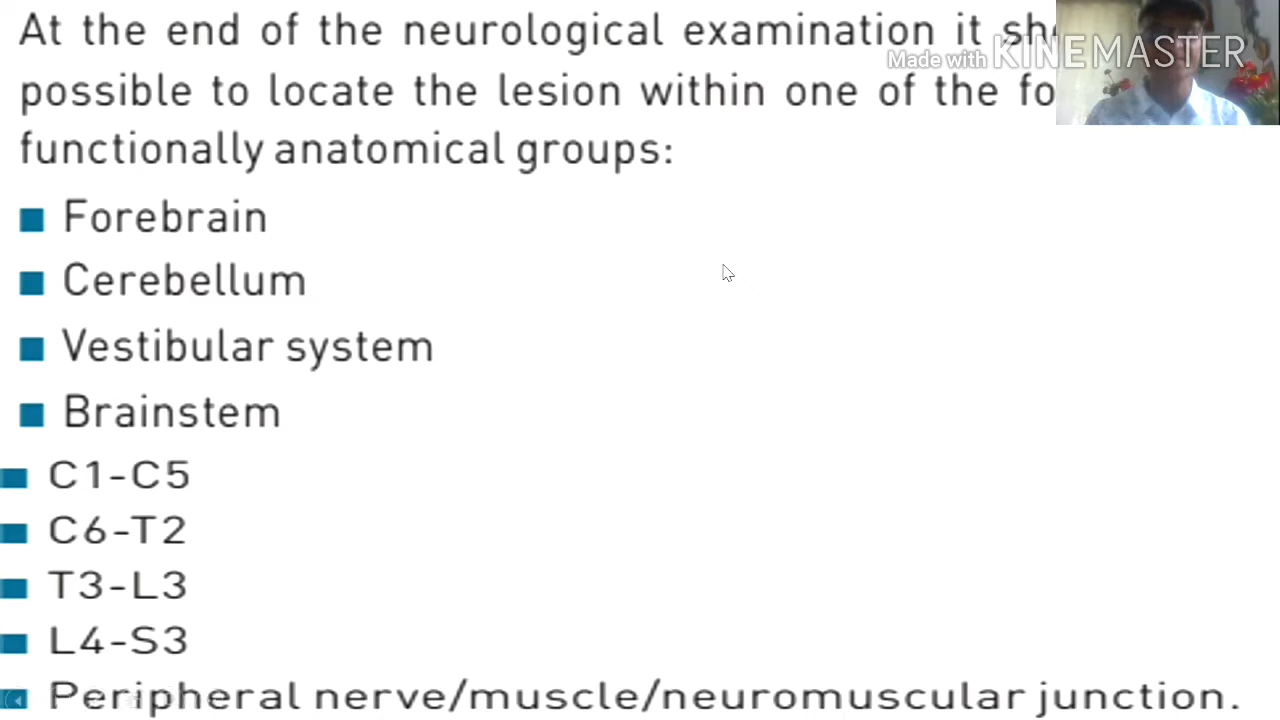 At the end of the neurological examination it
Made with KINEMASTER
possible to locate the lesion within one of the
functionally anatomical groups:
Forebrain
Cerebellum
Vestibular system
Brainstem
C1-C5
C6-T2
T3-L3
L4-S3
Peripheral nerve/muscle/neuromuscular junction.